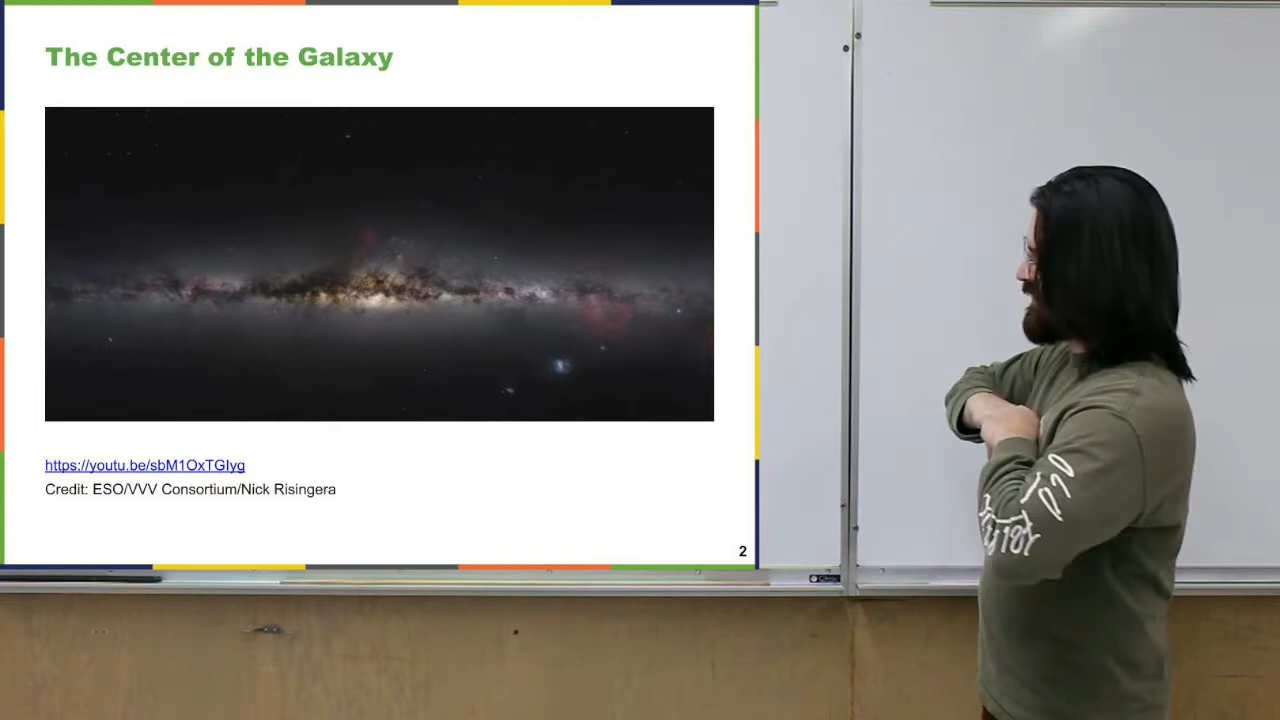 The Center of the Galaxy
https://youtu.be/sbM1OxTGIyg
Credit: ESO/VVV Consortium/Nick Risingera
2